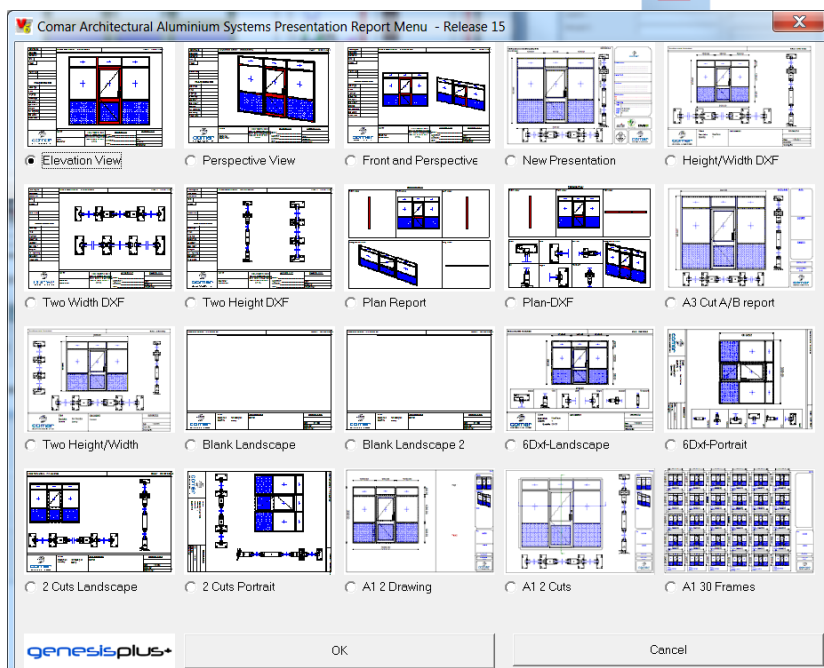 Comar Architectural Aluminium Systems Presentation Report Menu - Release 15
Elevation View
Perspective View
Front and Perspective
New Presentation
Height/Width DXF
Two Width DXF
Two Height DXF
Plan Report
Plan-DXF
A3 Cut A/B report
Two Height/Width
Blank Landscape
Blank Landscape 2
6Dxf-Landscape
6Dxf-Portrait
2 Cuts Landscape
2 Cuts Portrait
A1 2 Drawing
A1 2 Cuts
A1 30 Frames
genesisplus+
OK
Cancel